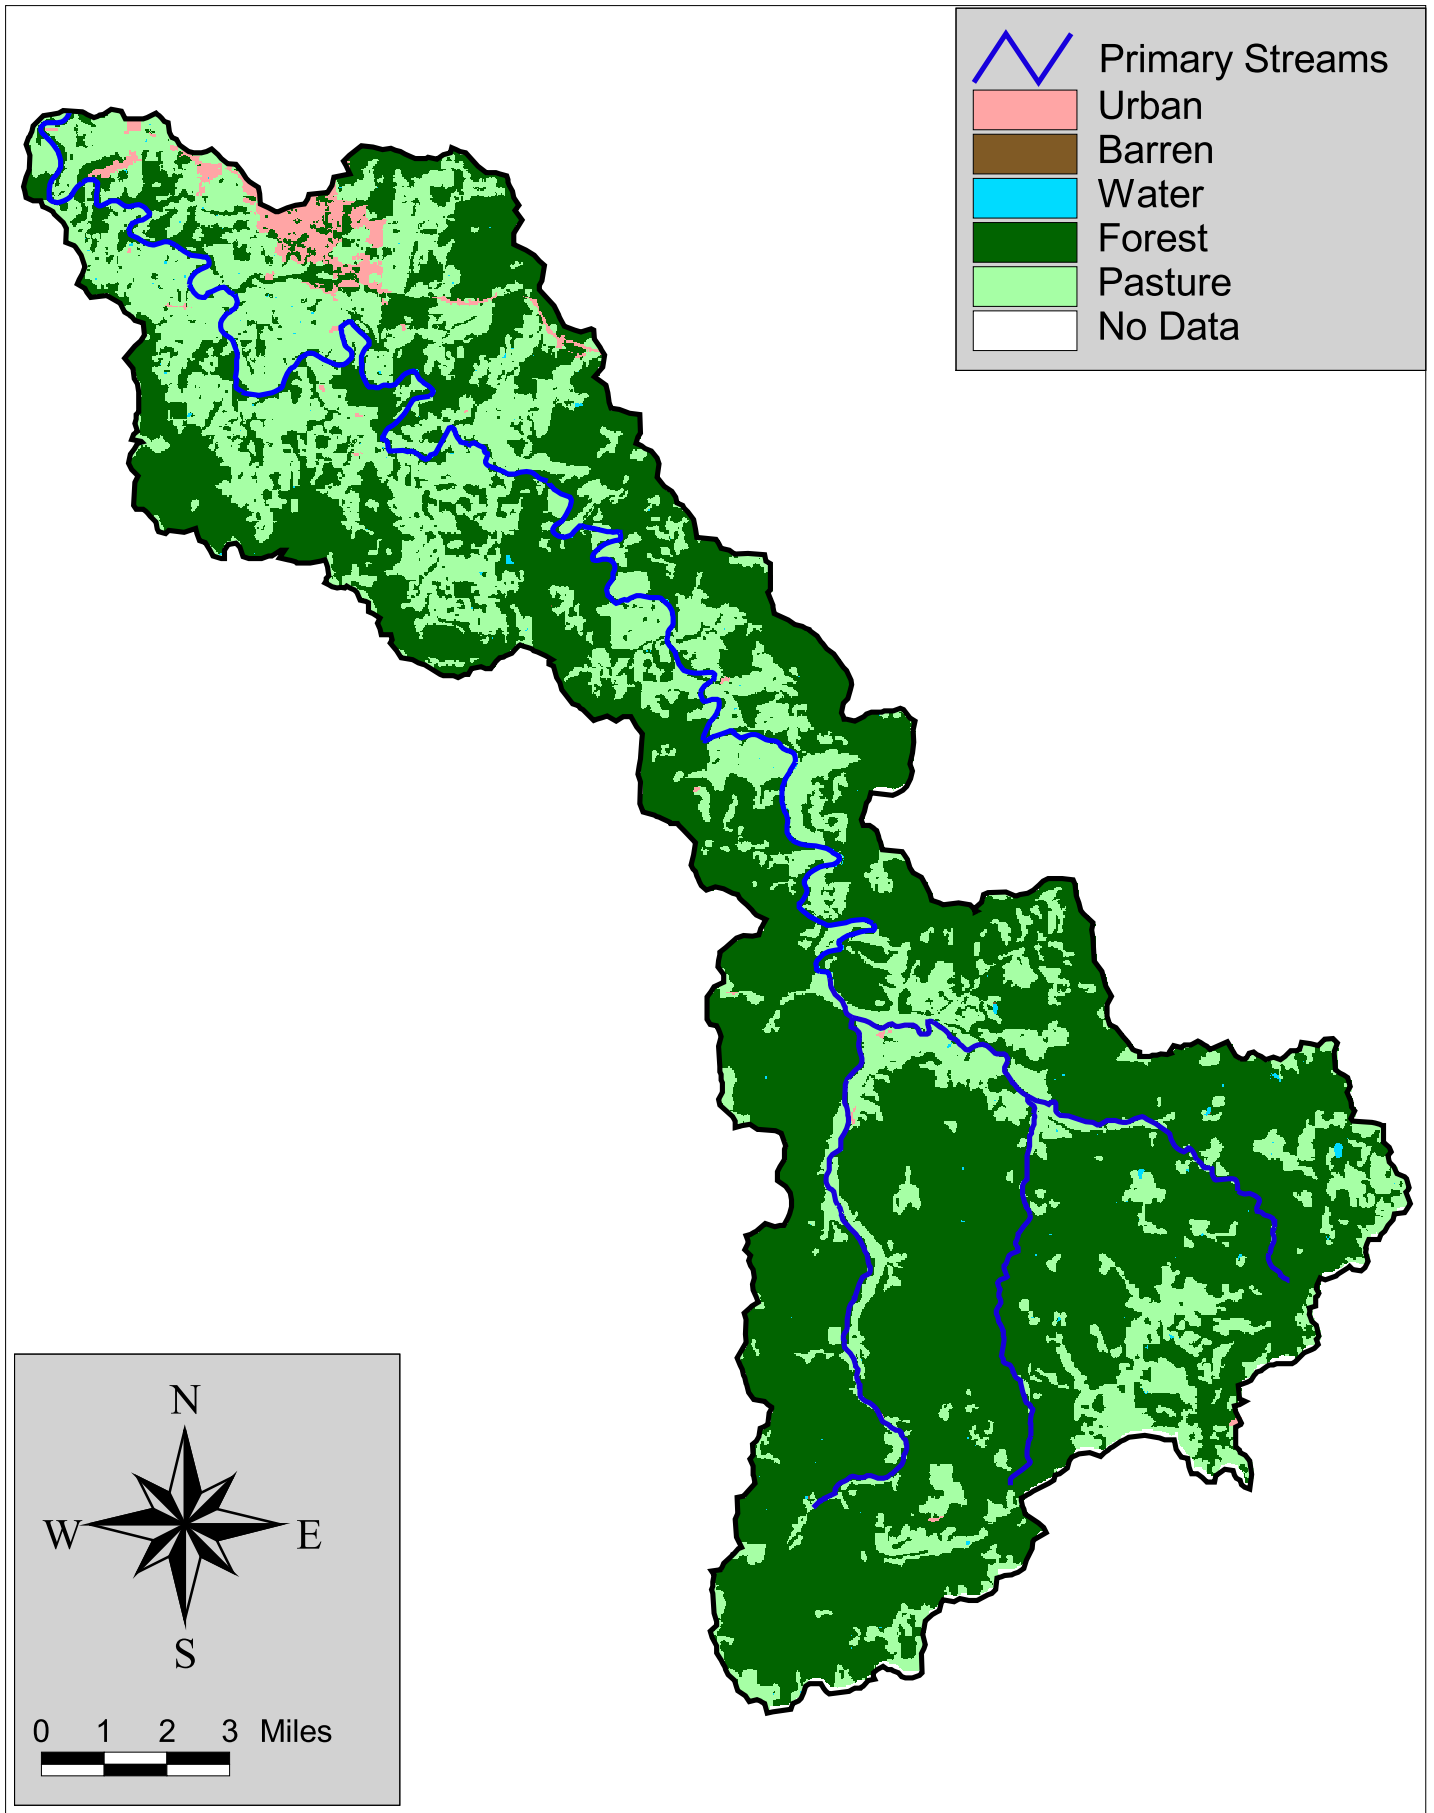 Primary Streams
Urban
Barren
Water
Forest
Pasture
No Data
N
W E
S
0 1 2 3 Miles